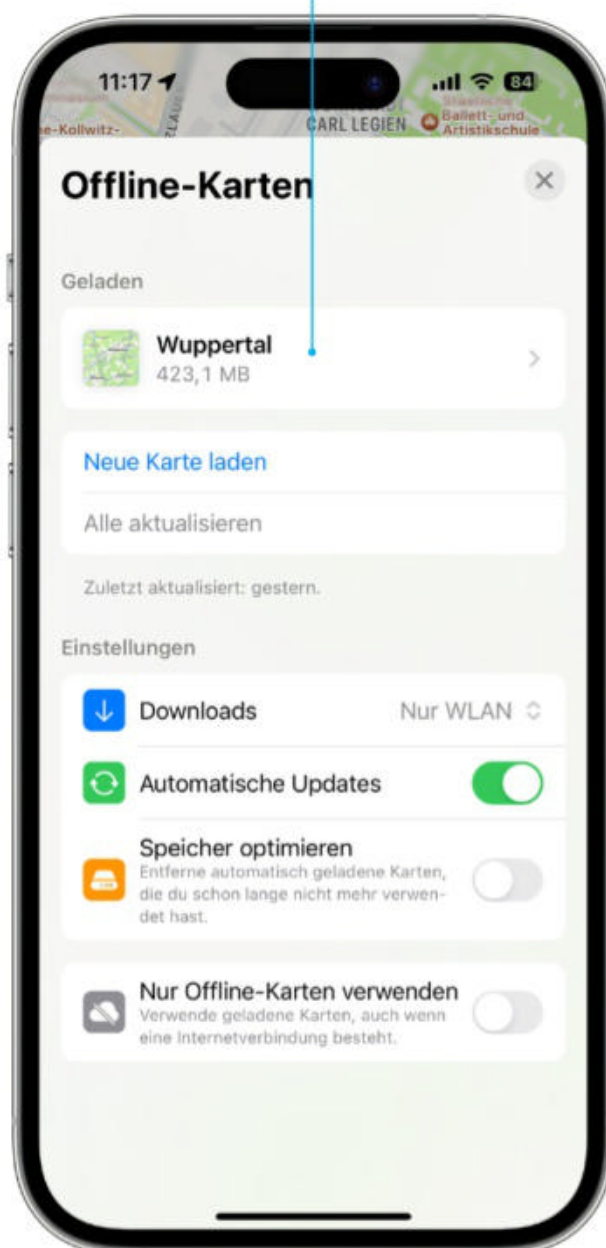 11:17
84
e-Kollwitz-
CARL LEGIEN
Ballett- und
Artistikschule
Offline-Karten
Geladen
Wuppertal
423,1 MB
Neue Karte laden
Alle aktualisieren
Zuletzt aktualisiert: gestern.
Einstellungen
Downloads
Nur WLAN
Automatische Updates
Speicher optimieren
Entferne automatisch geladene Karten,
die du schon lange nicht mehr verwen-
det hast.
Nur Offline-Karten verwenden
Verwende geladene Karten, auch wenn
eine Internetverbindung besteht.